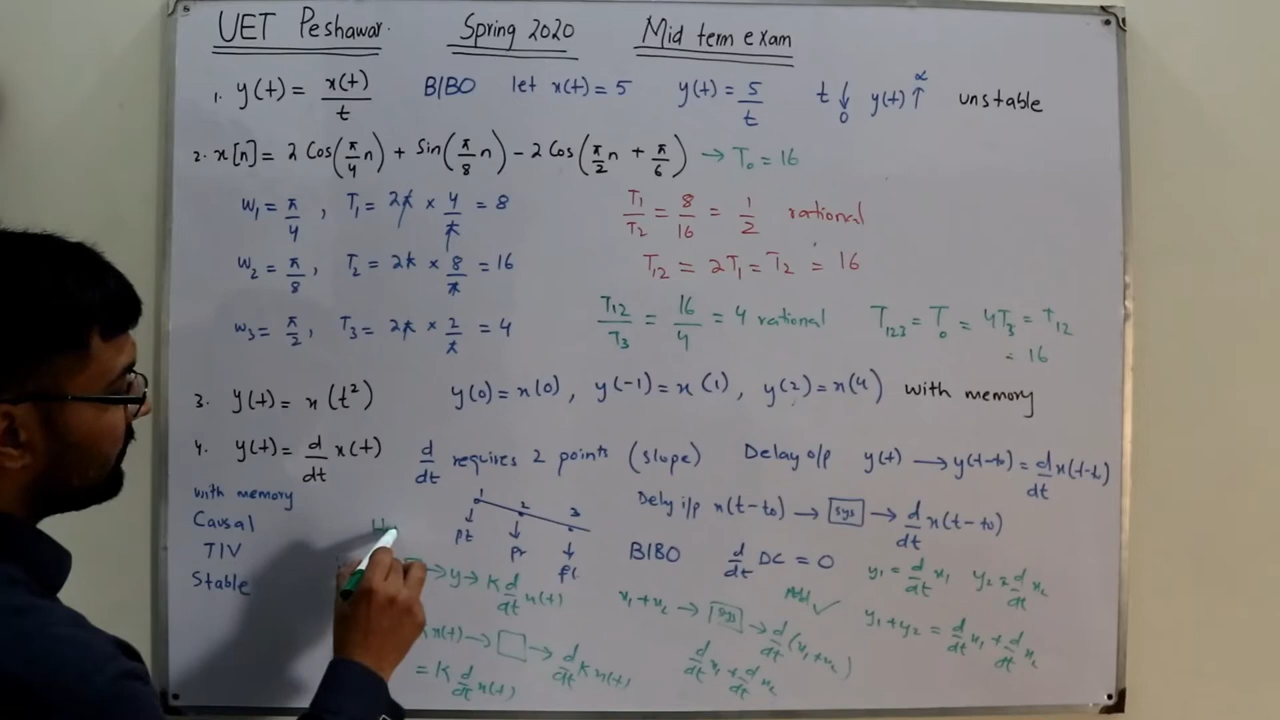 UET Peshawar Spring 2020 Mid term exam
1. y(t) = x(t)/t BIBO let x(t) = 5 y(t) = 5/t t ↓ 0 y(t) ↑ ∝ unstable
2. x[n] = 2 Cos(π/4 n) + Sin(π/8 n) − 2 Cos(π/2 n + π/6) → T₀ = 16
W₁ = π/4 , T₁ = 2π × 4/π = 8 T₁/T₂ = 8/16 = 1/2 rational
W₂ = π/8 , T₂ = 2π × 8/π = 16 T₁₂ = 2T₁ = T₂ = 16
W₃ = π/2 , T₃ = 2π × 2/π = 4 T₁₂/T₃ = 16/4 = 4 rational T₁₂₃ = T₀ = 4T₃ = T₁₂
= 16
3. y(t) = x(t²) y(0) = x(0) , y(-1) = x(1) , y(2) = x(4) with memory
4. y(t) = d/dt x(t) d/dt requires 2 points (slope) Delay o/p y(t) → y(t-t₀) = d/dt x(t-t₀)
with memory
Causal 1 2 3 Dely i/p x(t-t₀) → sys → d/dt x(t-t₀)
TIV pt pr BIBO d/dt DC = 0
Stable → y → K d/dt x(t) y₁ = d/dt x₁ y₂ = d/dt x₂
x₁ + x₂ → sys → d/dt (x₁ + x₂) ✓ y₁ + y₂ = d/dt x₁ + d/dt x₂
x(t) → → d/dt K x(t) d/dt x₁ + d/dt x₂
= K d/dt x(t)